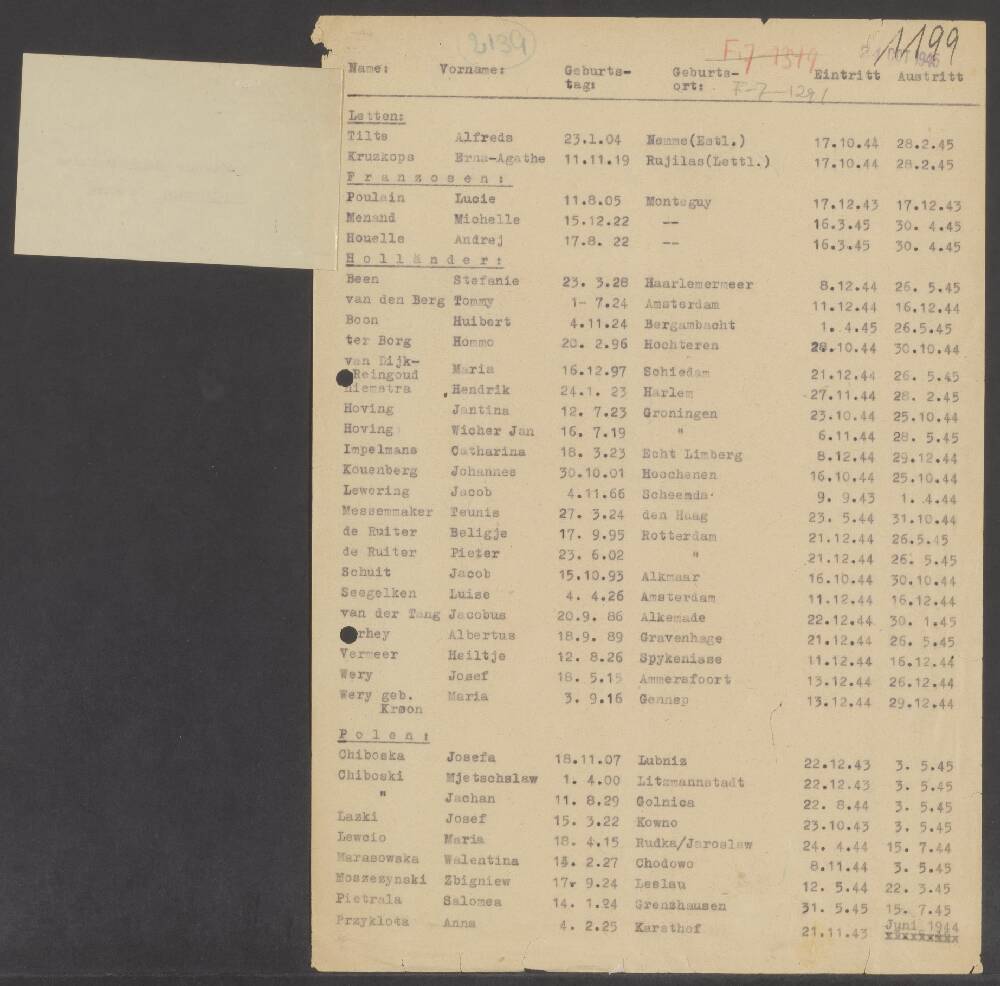 2139
F-7-1349
24 OCT 1945
1199
Name: Vorname: Geburts- Geburts- Eintritt Austritt
tag: ort: F-7-1291
Letten:
Tilts Alfreds 23.1.04 Nemme(Estl.) 17.10.44 28.2.45
Kruzkops Erna-Agathe 11.11.19 Rujilas(Lettl.) 17.10.44 28.2.45
Franzosen:
Poulain Lucie 11.8.05 Monteguy 17.12.43 17.12.43
Menand Michelle 15.12.22 -- 16.3.45 30. 4.45
Houelle Andrej 17.8. 22 -- 16.3.45 30. 4.45
Holländer:
Been Stefanie 23. 3.28 Haarlemermeer 8.12.44 26. 5.45
van den Berg Tommy 1- 7.24 Amsterdam 11.12.44 16.12.44
Boon Huibert 4.11.24 Bergambacht 1. 4.45 26.5.45
ter Borg Hommo 20. 2.96 Hochteren 28.10.44 30.10.44
van Dijk-
Reingoud Maria 16.12.97 Schiedam 21.12.44 26. 5.45
Hiemstra Hendrik 24.1. 23 Harlem 27.11.44 28. 2.45
Hoving Jantina 12. 7.23 Groningen 23.10.44 25.10.44
Hoving Wicher Jan 16. 7.19 " 6.11.44 28. 5.45
Impelmans Catharina 18. 3.23 Echt Limberg 8.12.44 29.12.44
Kouenberg Johannes 30.10.01 Hoochenen 16.10.44 25.10.44
Lewering Jacob 4.11.66 Scheemda 9. 9.43 1. 4.44
Messemmaker Teunis 27. 3.24 den Haag 23. 5.44 31.10.44
de Ruiter Beligje 17. 9.95 Rotterdam 21.12.44 26.5.45
de Ruiter Pieter 23. 6.02 " 21.12.44 26. 5.45
Schuit Jacob 15.10.93 Alkmaar 16.10.44 30.10.44
Seegelken Luise 4. 4.26 Amsterdam 11.12.44 16.12.44
van der Tang Jacobus 20.9. 86 Alkemade 22.12.44 30. 1.45
rhey Albertus 18.9. 89 Gravenhage 21.12.44 26. 5.45
Vermeer Heiltje 12. 8.26 Spykenisse 11.12.44 16.12.44
Wery Josef 18. 5.15 Ammersfoort 13.12.44 26.12.44
Wery geb. Maria 3. 9.16 Gennep 13.12.44 29.12.44
Kroon
Polen:
Chiboska Josefa 18.11.07 Lubniz 22.12.43 3. 5.45
Chiboski Mjetschslaw 1. 4.00 Litzmannstadt 22.12.43 3. 5.45
" Jachan 11. 8.29 Golnica 22. 8.44 3. 5.45
Lazki Josef 15. 3.22 Kowno 23.10.43 3. 5.45
Lewcio Maria 18. 4.15 Rudka/Jaroslaw 24. 4.44 15. 7.44
Marasowska Walentina 2.27 Chodowo 8.11.44 3. 5.45
Moszezynski Zbigniew 17. 9.24 Leslau 12. 5.44 22. 3.45
Pietrala Salomea 14. 1.24 Grenzhausen 31. 5.45 15. 7.45
Przyklota Anna 4. 2.25 Karsthof 21.11.43 Juni 1944